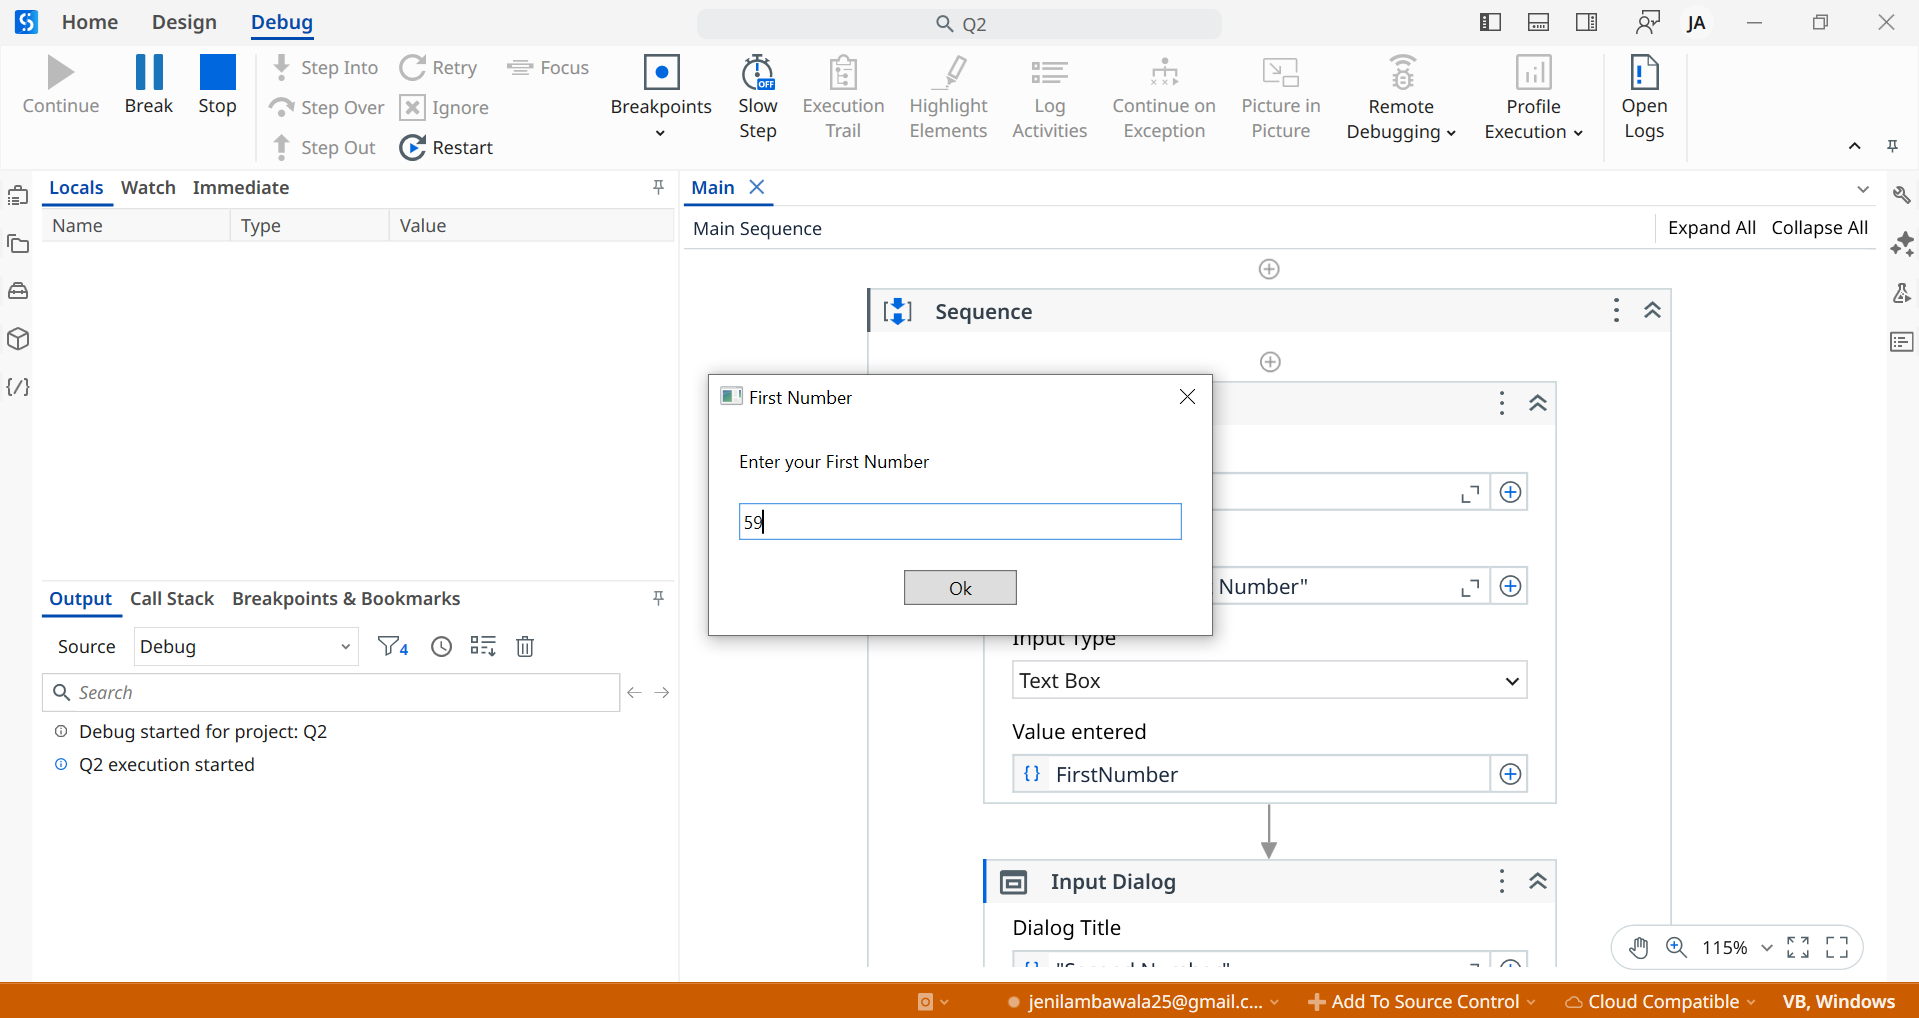 Home Design Debug
Q2
JA
Continue
Break
Stop
Step Into
Step Over
Step Out
Retry
Ignore
Restart
Focus
Breakpoints
Slow
Step
OFF
Execution
Trail
Highlight
Elements
Log
Activities
Continue on
Exception
Picture in
Picture
Remote
Debugging
Profile
Execution
Open
Logs
Locals Watch Immediate
Name Type Value
Main
Main Sequence
Expand All Collapse All
Sequence
First Number
Enter your First Number
59
Ok
Number"
Input Type
Text Box
Value entered
FirstNumber
Input Dialog
Dialog Title
"Second Number"
115%
Output Call Stack Breakpoints & Bookmarks
Source Debug
4
Search
Debug started for project: Q2
Q2 execution started
jenilambawala25@gmail.c...
Add To Source Control
Cloud Compatible
VB, Windows